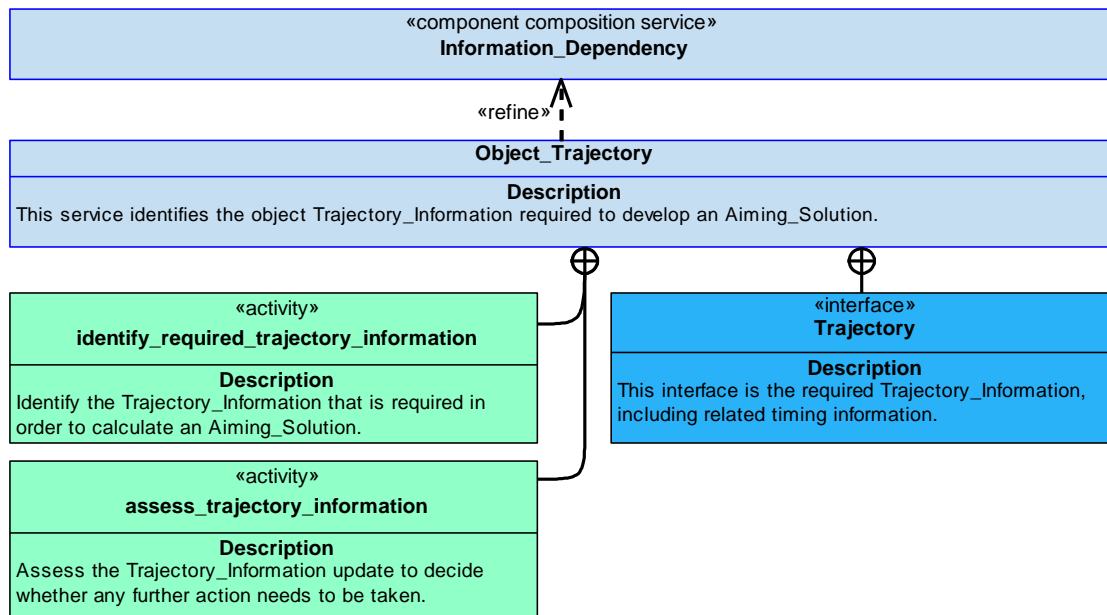 «component composition service»
Information_Dependency
«refine»
Object_Trajectory
Description
This service identifies the object Trajectory_Information required to develop an Aiming_Solution.
«activity»
identify_required_trajectory_information
Description
Identify the Trajectory_Information that is required in
order to calculate an Aiming_Solution.
«interface»
Trajectory
Description
This interface is the required Trajectory_Information,
including related timing information.
«activity»
assess_trajectory_information
Description
Assess the Trajectory_Information update to decide
whether any further action needs to be taken.